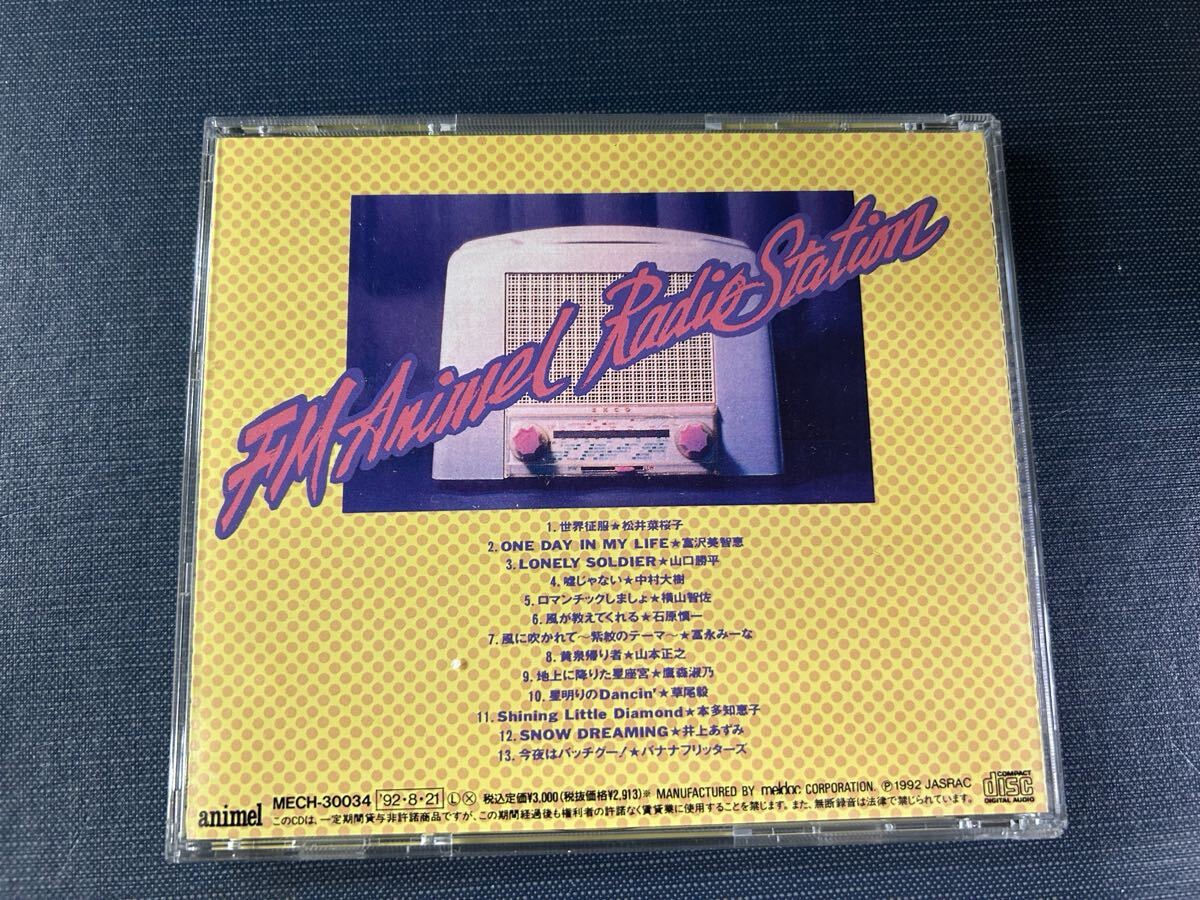 FM Animel Radio Station
EKCO
1. 世界征服★松井菜桜子
2. ONE DAY IN MY LIFE★富沢美智恵
3. LONELY SOLDIER★山口勝平
4. 嘘じゃない★中村大樹
5. ロマンチックしましょ★横山智佐
6. 風が教えてくれる★石原慎一
7. 風に吹かれて〜紫紋のテーマ〜★冨永みーな
8. 黄泉帰り者★山本正之
9. 地上に降りた星座宮★鷹森淑乃
10. 星明りのDancin'★草尾毅
11. Shining Little Diamond★本多知恵子
12. SNOW DREAMING★井上あずみ
13. 今夜はバッチグー!★バナナフリッターズ
animel
MECH-30034 '92・8・21 Ⓛ Ⓧ 税込定価¥3,000(税抜価格¥2,913)※ MANUFACTURED BY meldac CORPORATION. ℗1992 JASRAC
このCDは、一定期間貸与非許諾商品ですが、この期間経過後も権利者の許諾なく賃貸業に使用することを禁じます。また、無断録音は法律で禁じられています。
COMPACT
disc
DIGITAL AUDIO